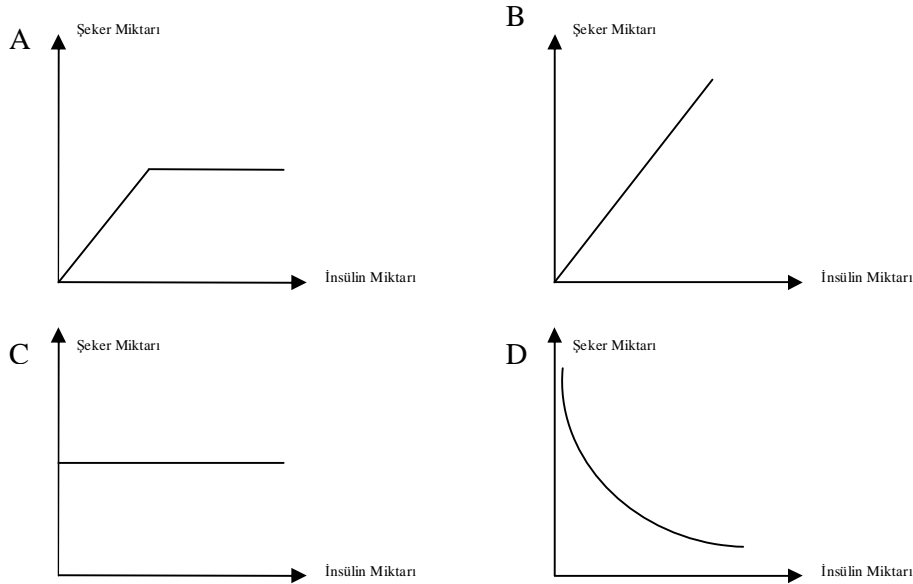 A
Şeker Miktarı
İnsülin Miktarı
B
Şeker Miktarı
İnsülin Miktarı
C
Şeker Miktarı
İnsülin Miktarı
D
Şeker Miktarı
İnsülin Miktarı